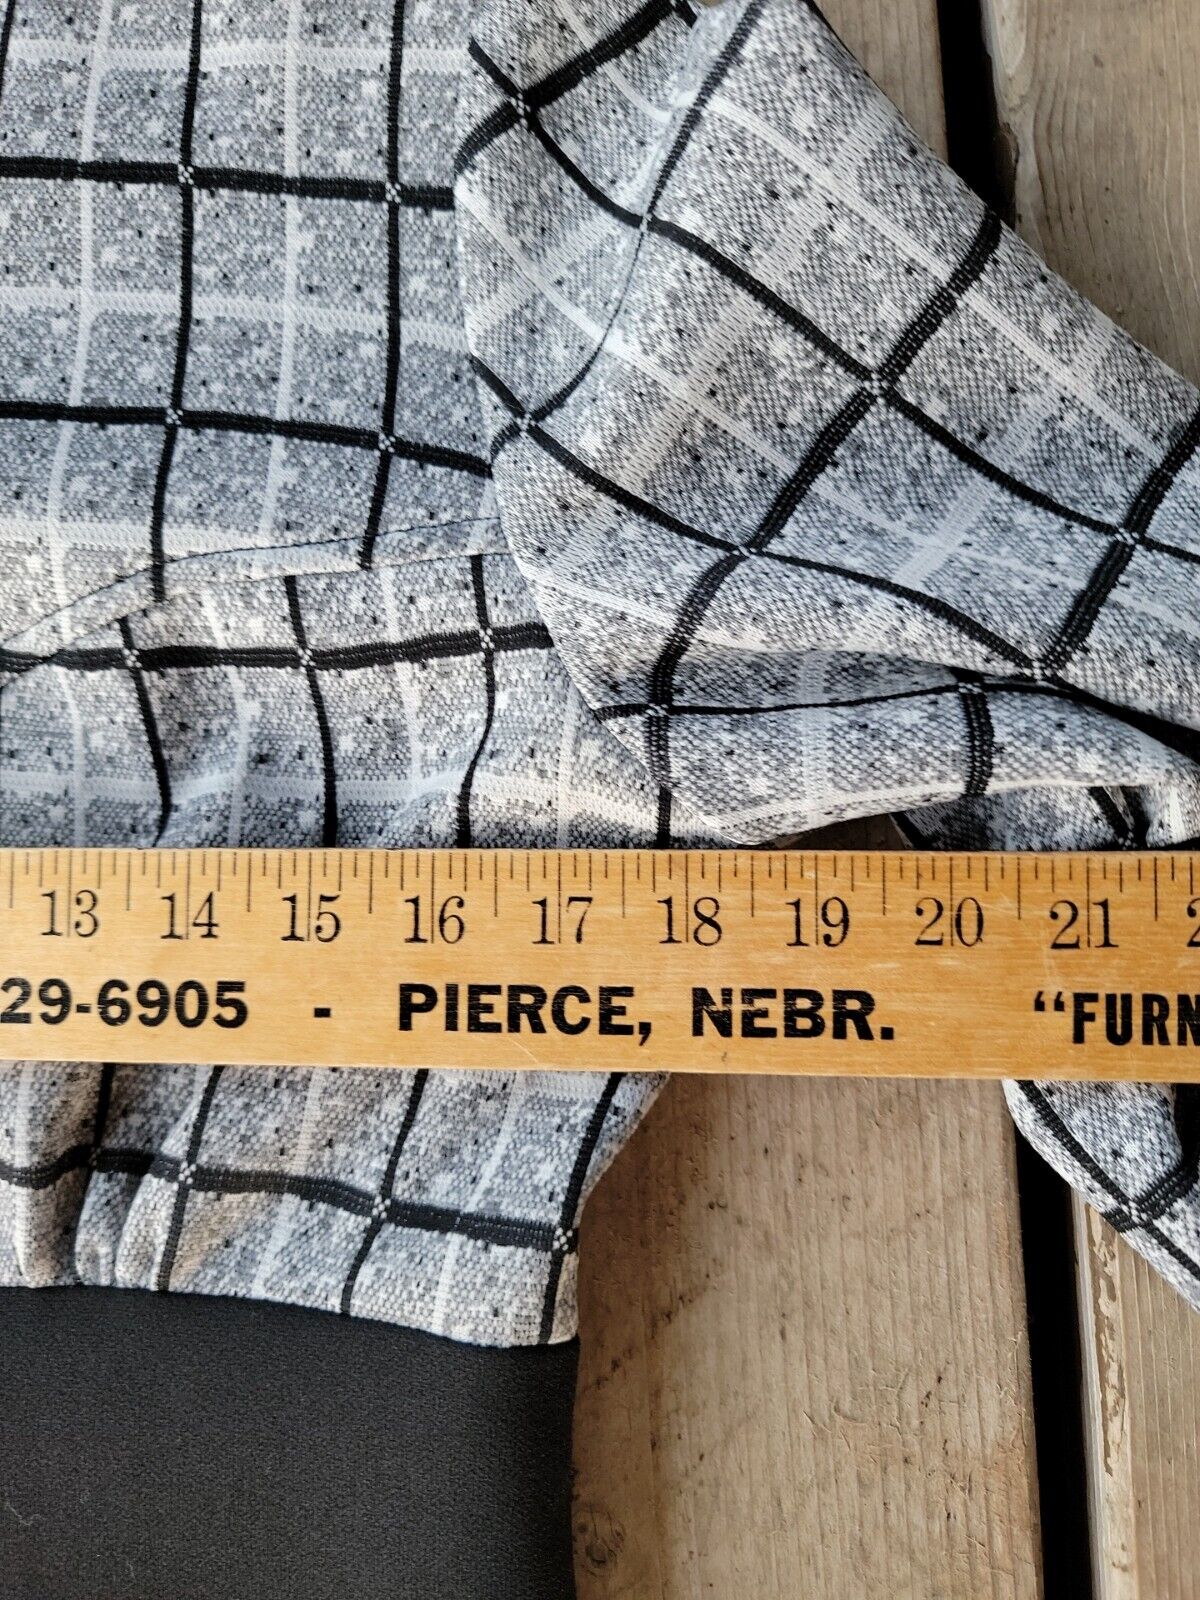 13 14 15 16 17 18 19 20 21
29-6905 - PIERCE, NEBR. "FURN